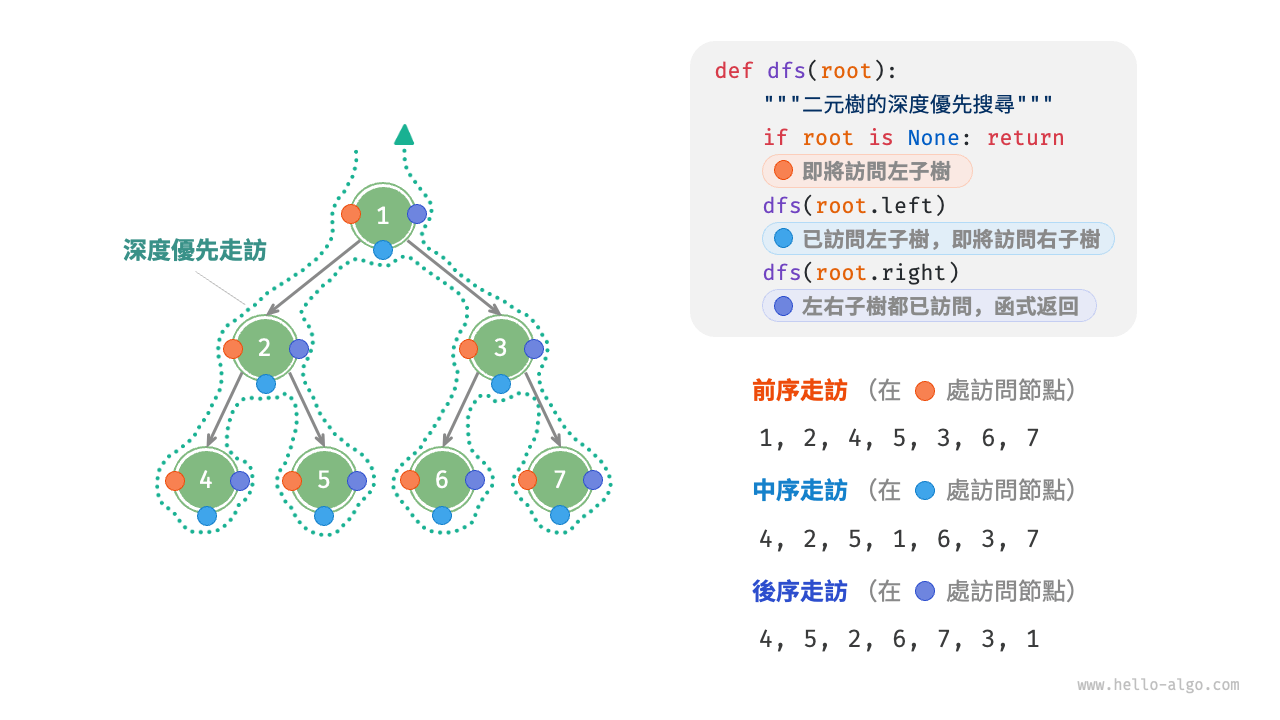 def dfs(root):
"""二元樹的深度優先搜尋"""
if root is None: return
即將訪問左子樹
dfs(root.left)
已訪問左子樹，即將訪問右子樹
dfs(root.right)
左右子樹都已訪問，函式返回
深度優先走訪
1
2
3
4
5
6
7
前序走訪（在 處訪問節點）
1, 2, 4, 5, 3, 6, 7
中序走訪（在 處訪問節點）
4, 2, 5, 1, 6, 3, 7
後序走訪（在 處訪問節點）
4, 5, 2, 6, 7, 3, 1
www.hello-algo.com